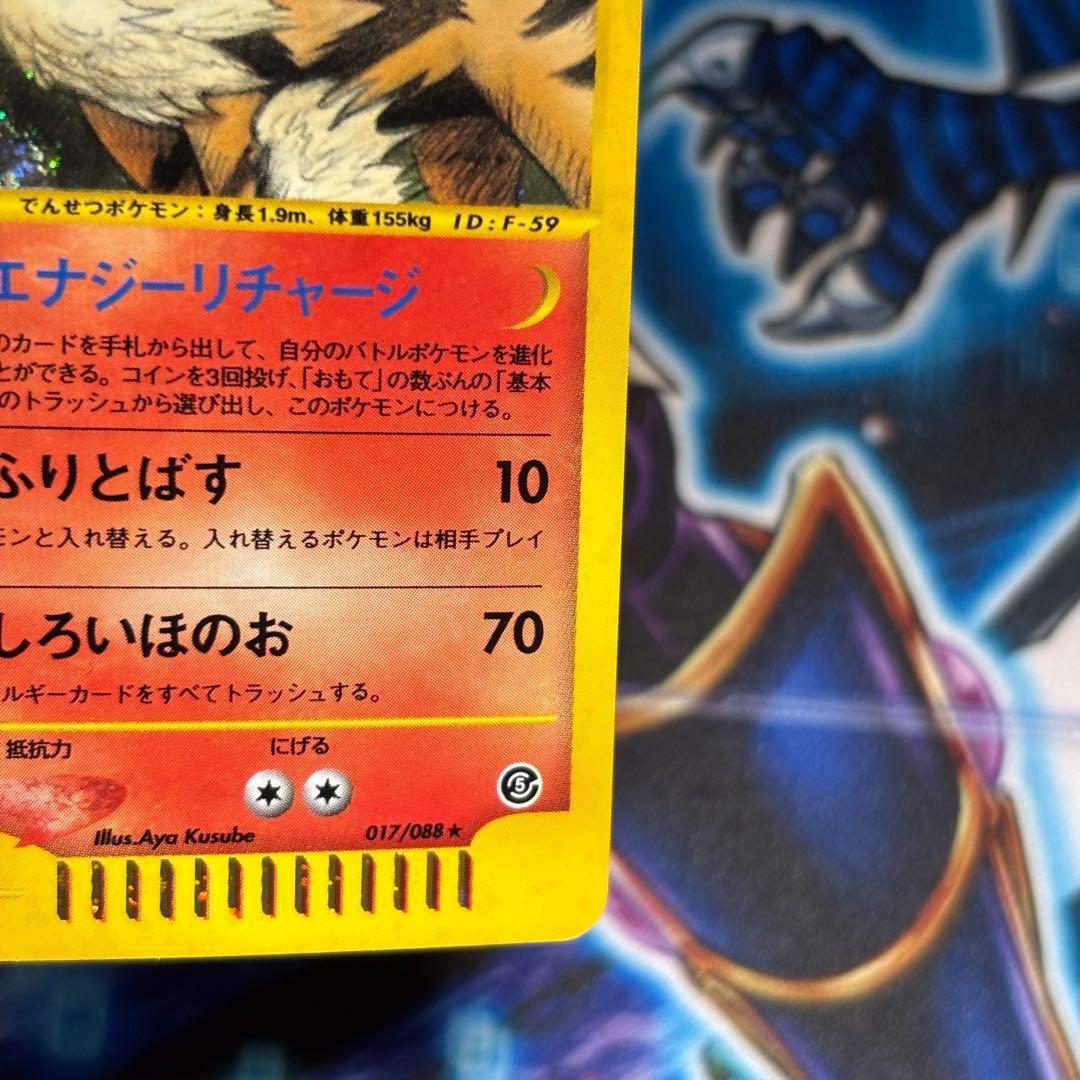 でんせつポケモン：身長1.9m、体重155kg ID：F-59
エナジーリチャージ
のカードを手札から出して、自分のバトルポケモンを進化
とができる。コインを3回投げ、「おもて」の数ぶんの「基本
のトラッシュから選び出し、このポケモンにつける。
ふりとばす 10
モンと入れ替える。入れ替えるポケモンは相手プレイ
しろいほのお 70
ルギーカードをすべてトラッシュする。
抵抗力 にげる
5
Illus.Aya Kusube 017/088★